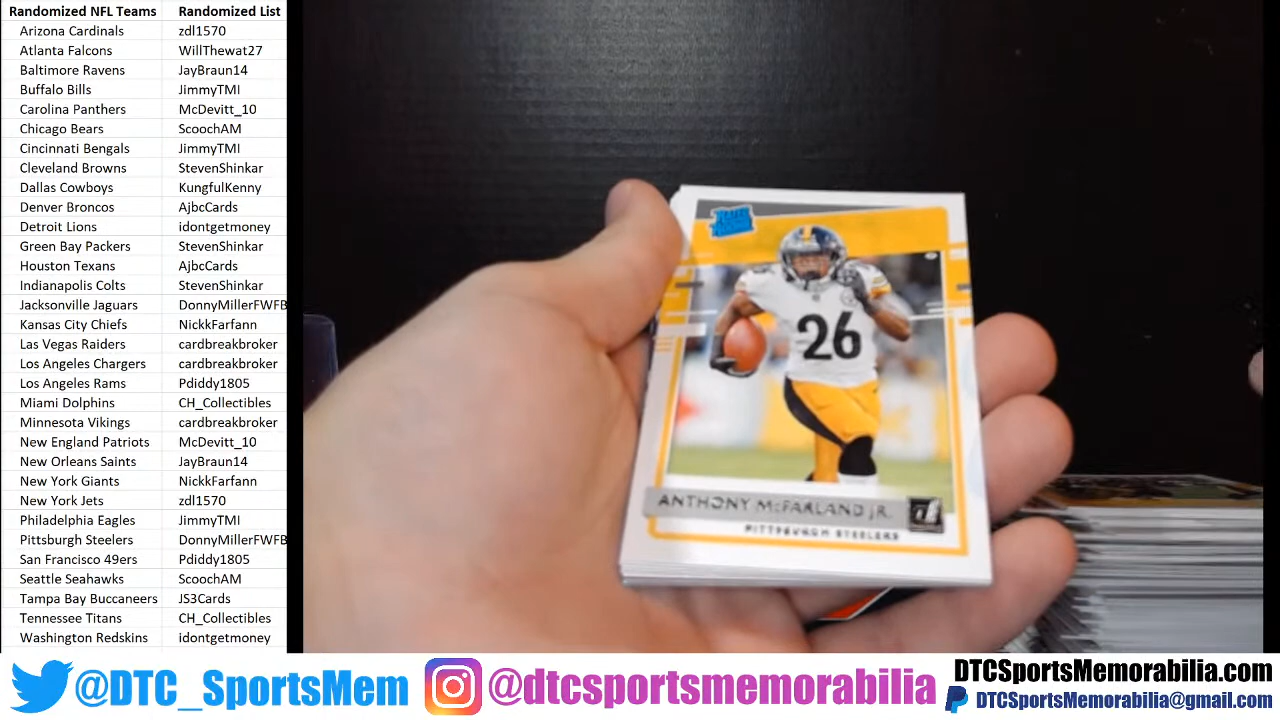 Randomized NFL Teams Randomized List
Arizona Cardinals zdl1570
Atlanta Falcons WillThewat27
Baltimore Ravens JayBraun14
Buffalo Bills JimmyTMI
Carolina Panthers McDevitt_10
Chicago Bears ScoochAM
Cincinnati Bengals JimmyTMI
Cleveland Browns StevenShinkar
Dallas Cowboys KungfulKenny
Denver Broncos AjbcCards
Detroit Lions idontgetmoney
Green Bay Packers StevenShinkar
Houston Texans AjbcCards
Indianapolis Colts StevenShinkar
Jacksonville Jaguars DonnyMillerFWFB
Kansas City Chiefs NickkFarfann
Las Vegas Raiders cardbreakbroker
Los Angeles Chargers cardbreakbroker
Los Angeles Rams Pdiddy1805
Miami Dolphins CH_Collectibles
Minnesota Vikings cardbreakbroker
New England Patriots McDevitt_10
New Orleans Saints JayBraun14
New York Giants NickkFarfann
New York Jets zdl1570
Philadelphia Eagles JimmyTMI
Pittsburgh Steelers DonnyMillerFWFB
San Francisco 49ers Pdiddy1805
Seattle Seahawks ScoochAM
Tampa Bay Buccaneers JS3Cards
Tennessee Titans CH_Collectibles
Washington Redskins idontgetmoney
RATED ROOKIE
26
ANTHONY McFARLAND JR.
PITTSBURGH STEELERS
@DTC_SportsMem
@dtcsportsmemorabilia
DTCSportsMemorabilia.com
DTCSportsMemorabilia@gmail.com